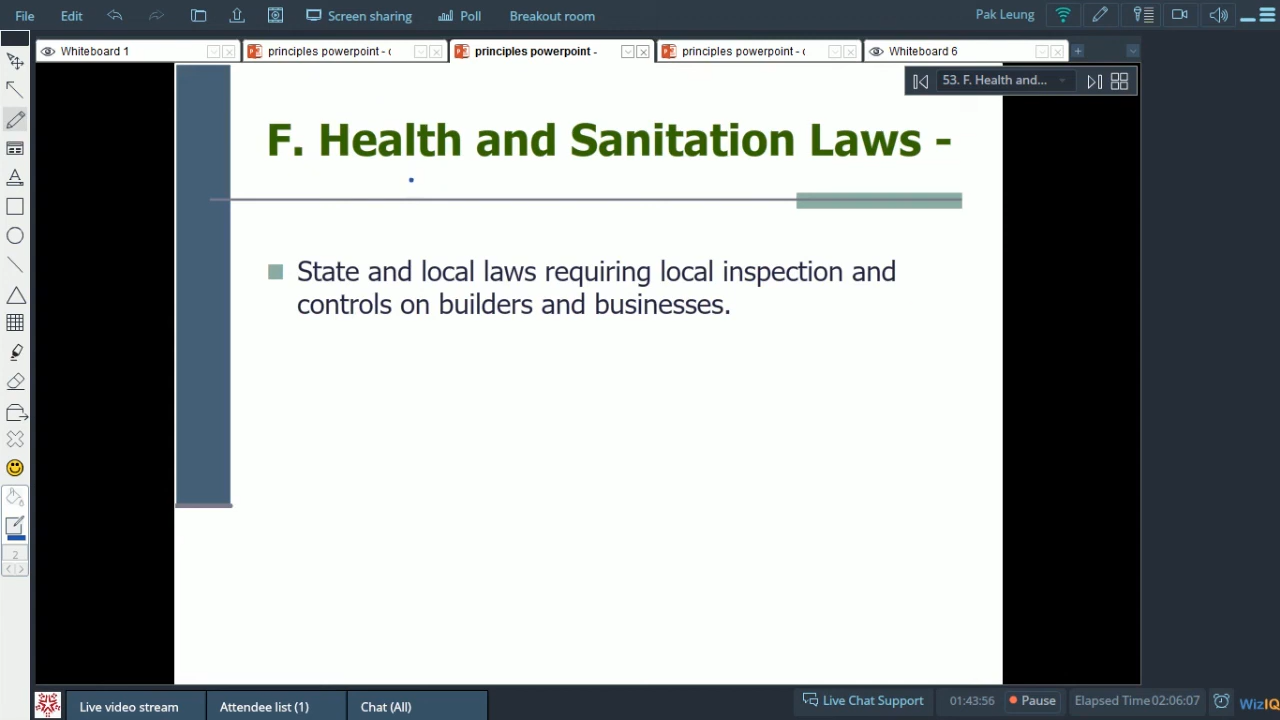 File Edit Screen sharing Poll Breakout room Pak Leung
Whiteboard 1 principles powerpoint - c principles powerpoint - principles powerpoint - c Whiteboard 6
53. F. Health and...
F. Health and Sanitation Laws -
State and local laws requiring local inspection and
controls on builders and businesses.
2
Live video stream Attendee list (1) Chat (All) Live Chat Support 01:43:56 Pause Elapsed Time 02:06:07 WizIQ